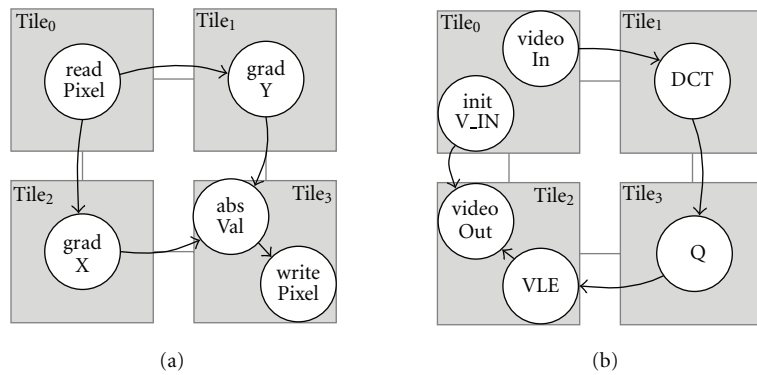 Tile₀
read
Pixel
Tile₁
grad
Y
Tile₂
grad
X
Tile₃
abs
Val
write
Pixel
(a)
Tile₀
video
In
init
V_IN
Tile₁
DCT
Tile₂
video
Out
VLE
Tile₃
Q
(b)